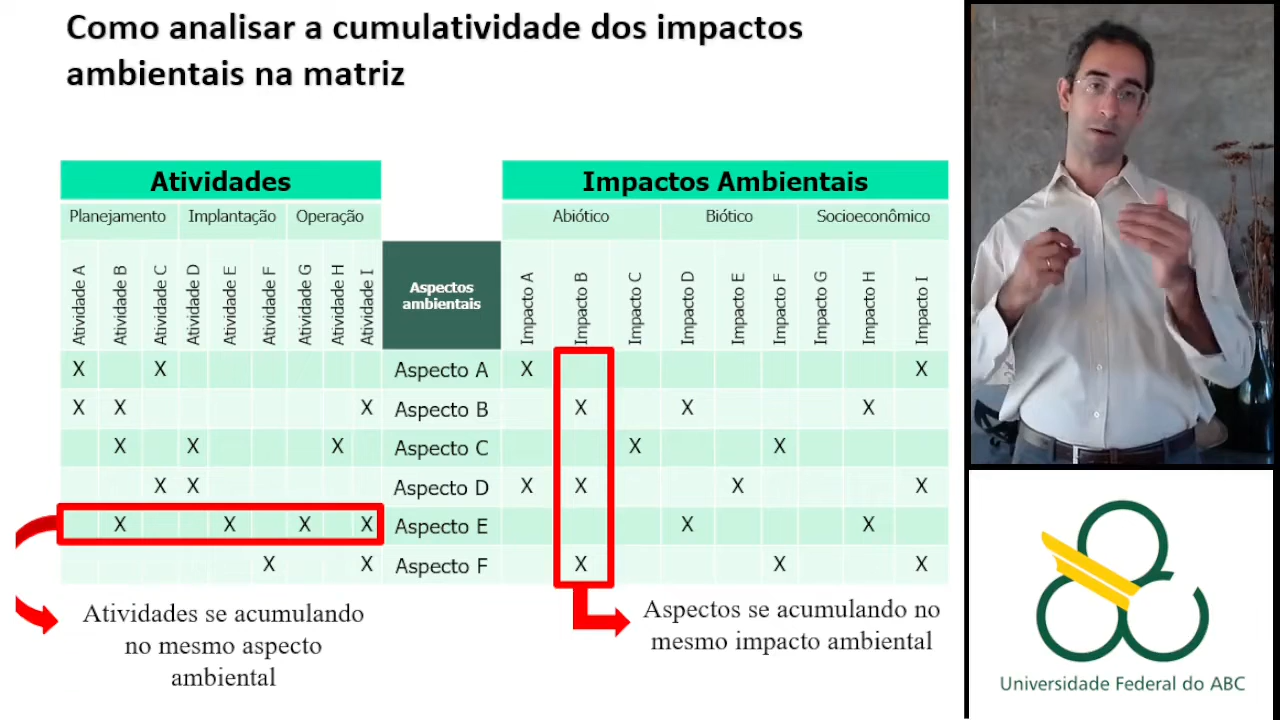 Como analisar a cumulatividade dos impactos
ambientais na matriz
Atividades
Impactos Ambientais
Planejamento Implantação Operação
Abiótico Biótico Socioeconômico
Atividade A
Atividade B
Atividade C
Atividade D
Atividade E
Atividade F
Atividade G
Atividade H
Atividade I
Aspectos
ambientais
Impacto A
Impacto B
Impacto C
Impacto D
Impacto E
Impacto F
Impacto G
Impacto H
Impacto I
X X Aspecto A X X
X X X Aspecto B X X X
X X X Aspecto C X X
X X Aspecto D X X X X
X X X X Aspecto E X X
X X Aspecto F X X X
Atividades se acumulando
no mesmo aspecto
ambiental
Aspectos se acumulando no
mesmo impacto ambiental
Universidade Federal do ABC